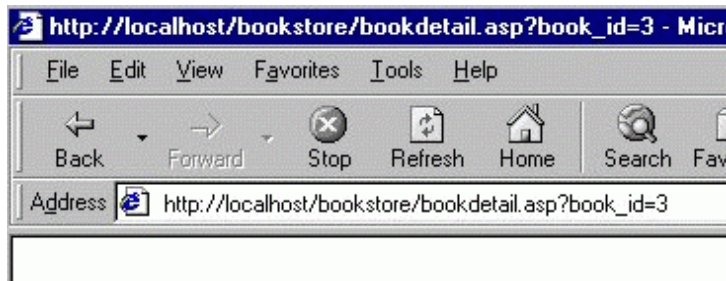 http://localhost/bookstore/bookdetail.asp?book_id=3 - Micr
File Edit View Favorites Tools Help
Back Forward Stop Refresh Home Search Fav
Address http://localhost/bookstore/bookdetail.asp?book_id=3